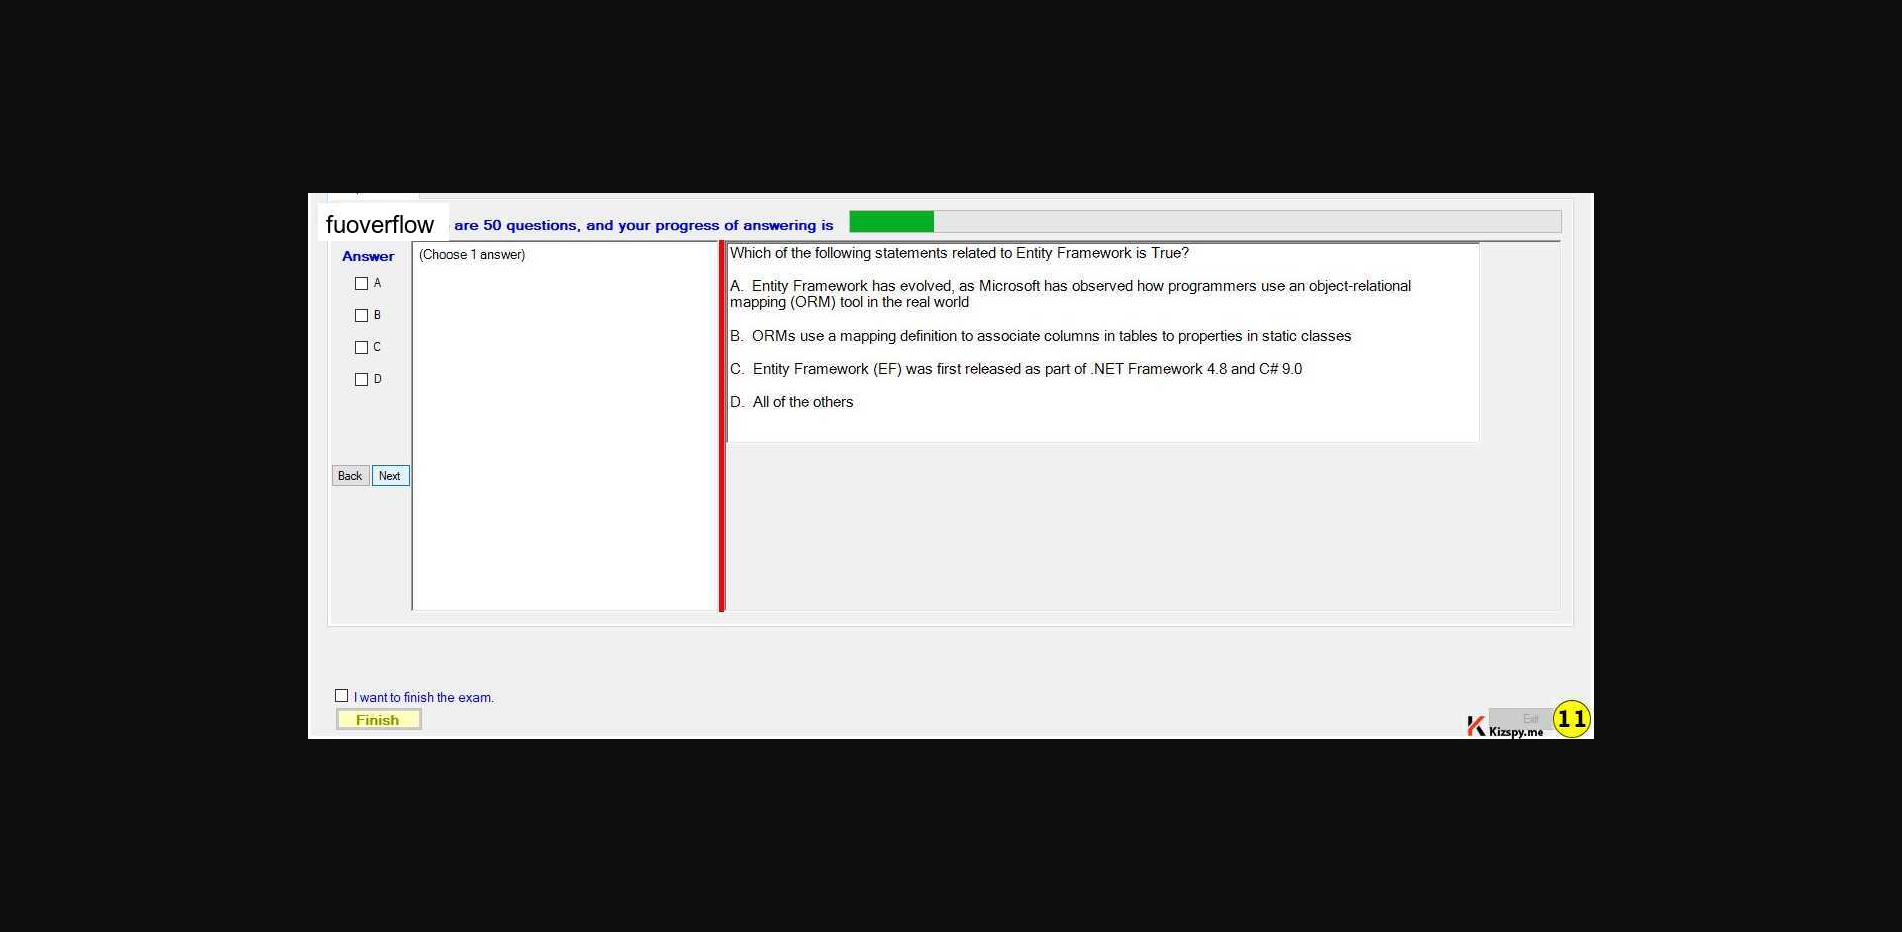 fuoverflow are 50 questions, and your progress of answering is
Answer
A
B
C
D
Back Next
(Choose 1 answer)
Which of the following statements related to Entity Framework is True?
A. Entity Framework has evolved, as Microsoft has observed how programmers use an object-relational
mapping (ORM) tool in the real world
B. ORMs use a mapping definition to associate columns in tables to properties in static classes
C. Entity Framework (EF) was first released as part of .NET Framework 4.8 and C# 9.0
D. All of the others
I want to finish the exam.
Finish
Exit
Kizspy.me
11